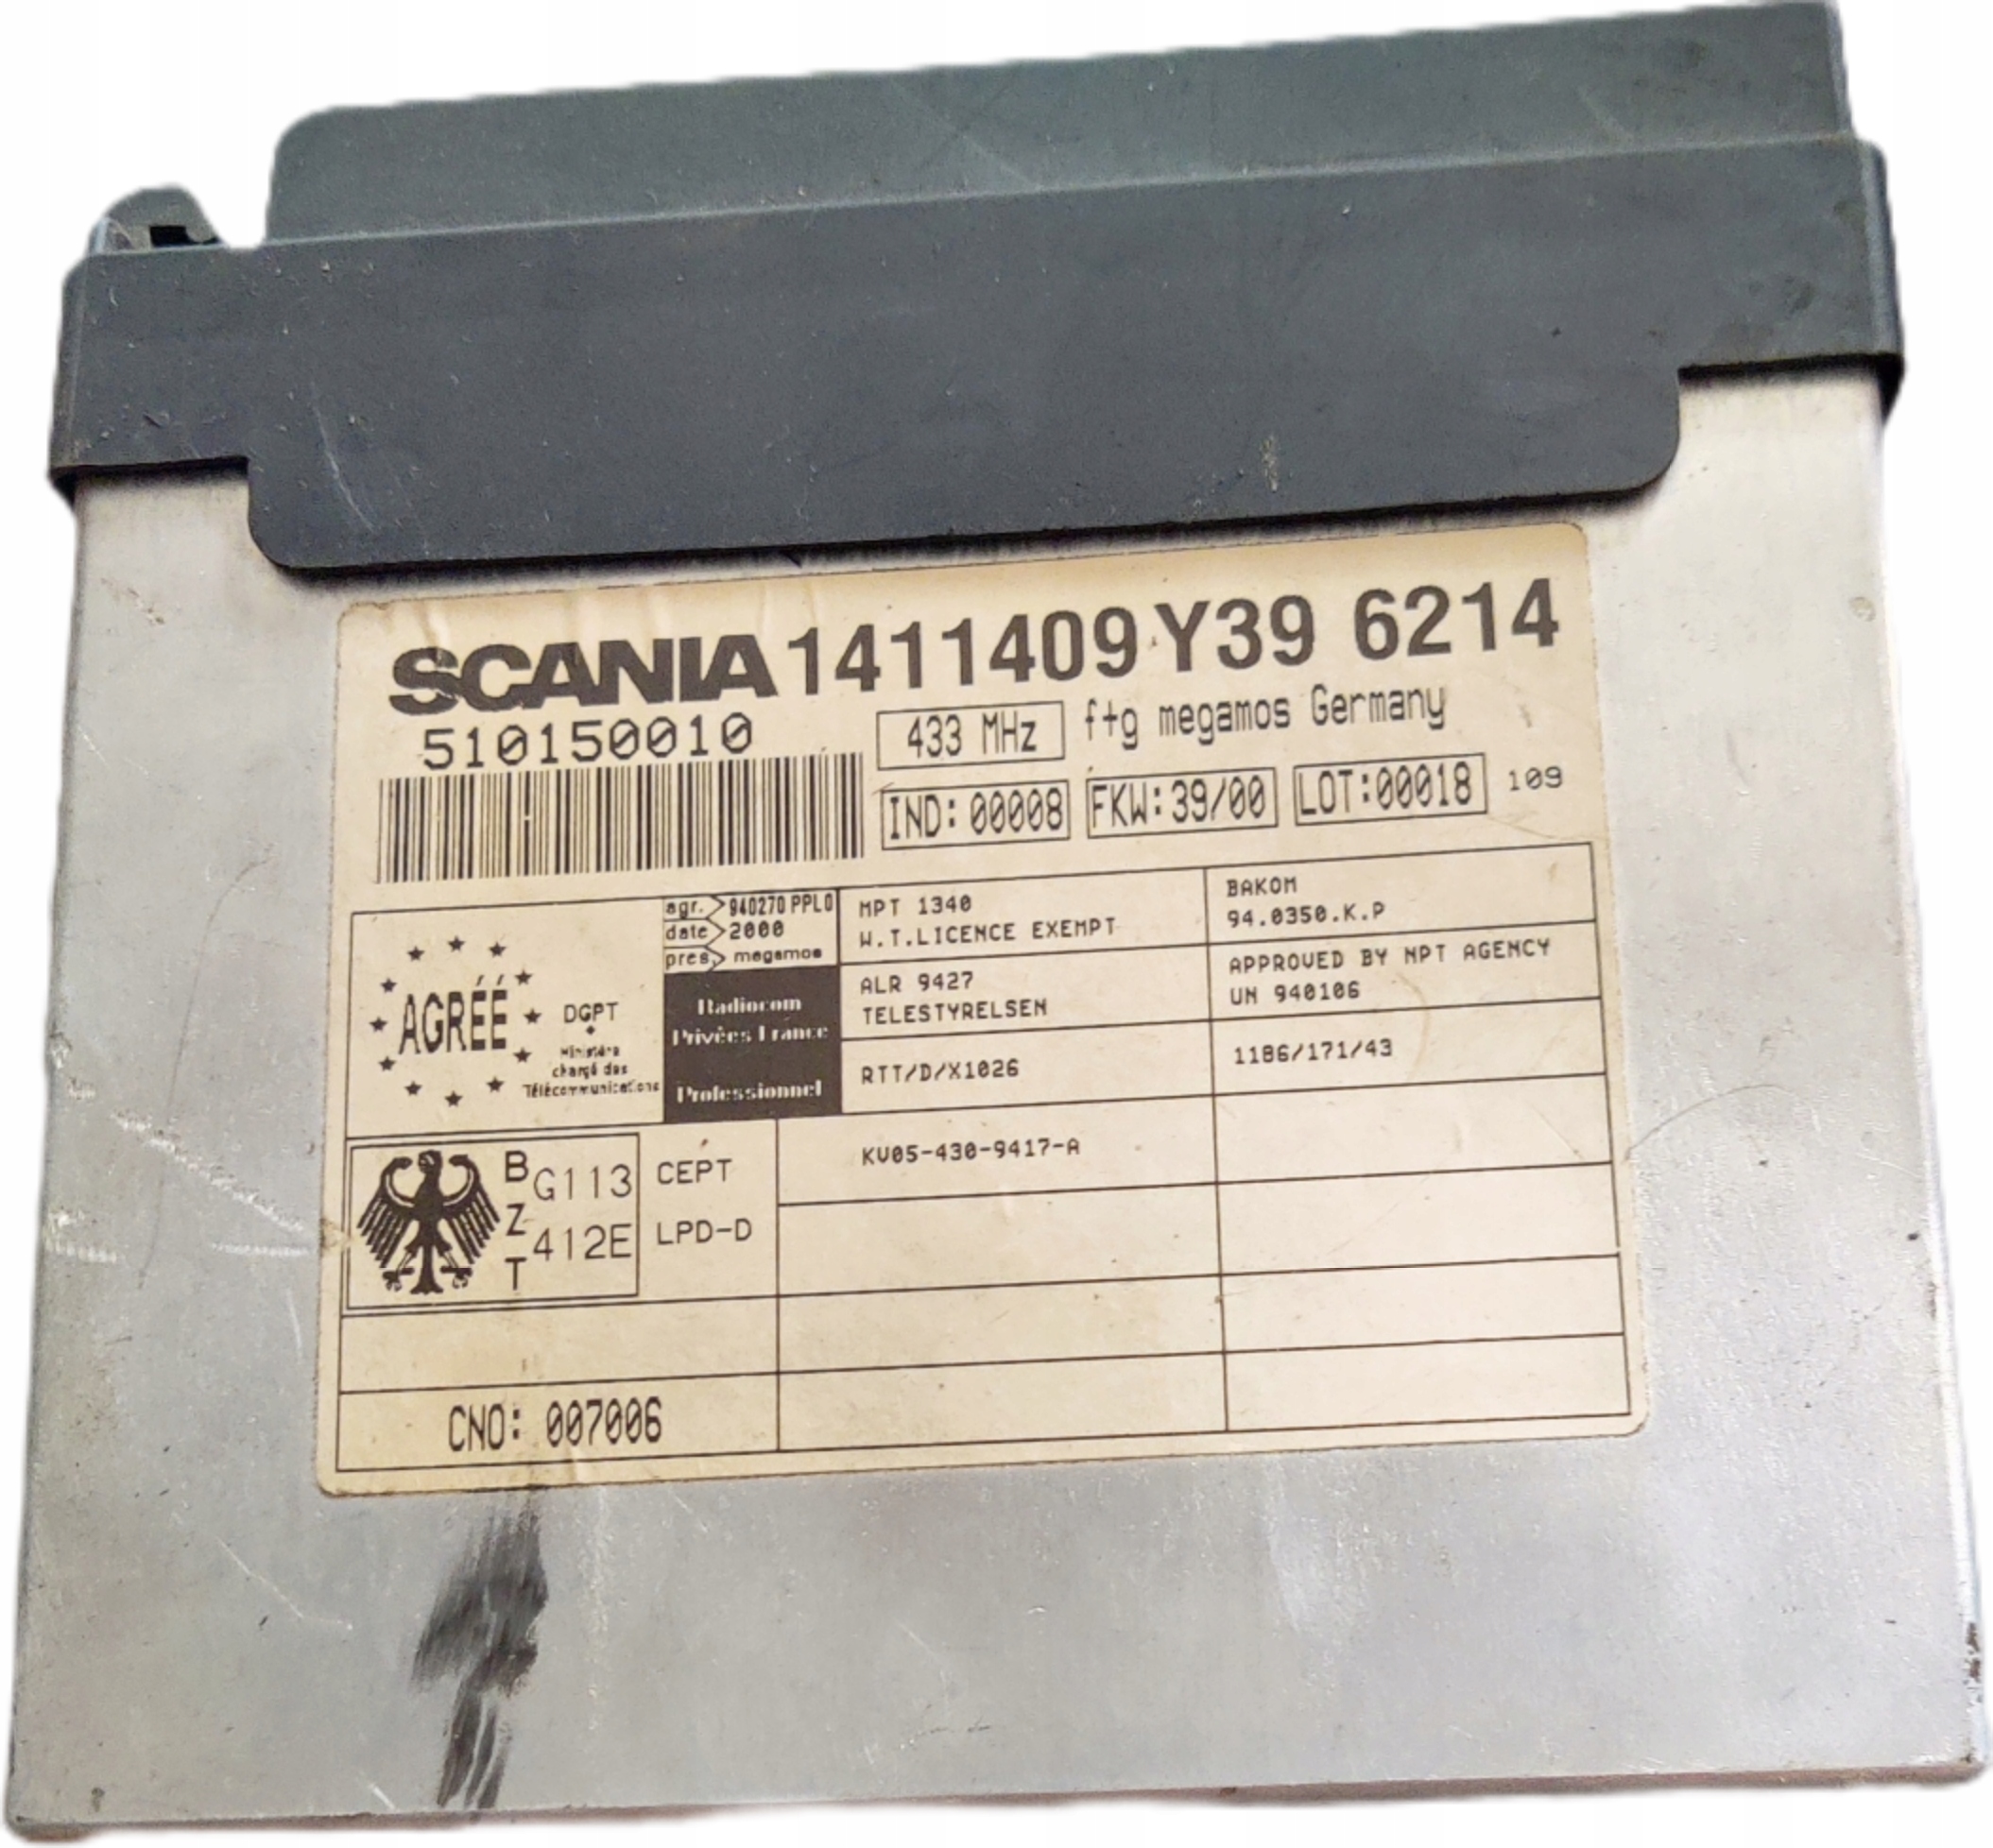 SCANIA 1411409 Y39 6214
510150010
433 MHz ftg megamos Germany
IND:00008 FKW:39/00 LOT:00018 109
agr. 940270 PPL0
date 2000
pres. megamos
AGRÉÉ
DGPT
Ministère
chargé des
Télécommunications
Radiocom
Privées France
Professionnel
MPT 1340
W.T.LICENCE EXEMPT
BAKOM
94.0350.K.P
ALR 9427
TELESTYRELSEN
APPROVED BY NPT AGENCY
UN 940106
RTT/D/X1026
1186/171/43
BZT
G113
412E
CEPT
LPD-D
KV05-430-9417-A
CNO: 007006